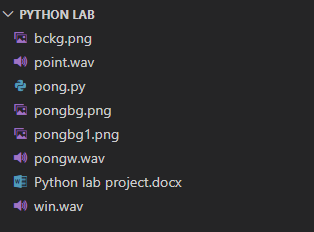 PYTHON LAB
bckg.png
point.wav
pong.py
pongbg.png
pongbg1.png
pongw.wav
Python lab project.docx
win.wav